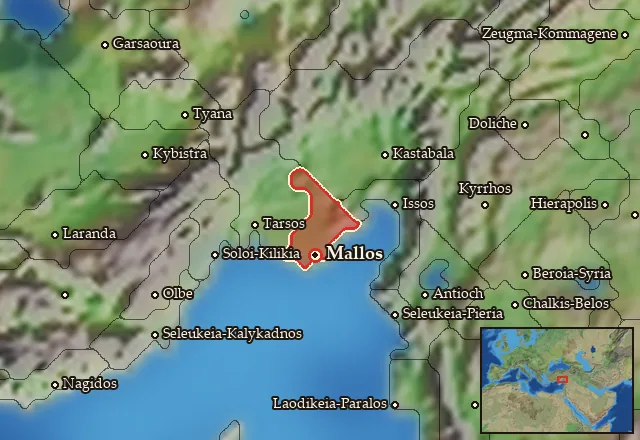 Zeugma-Kommagene
Garsaoura
Tyana
Doliche
Kybistra
Kastabala
Kyrrhos
Issos
Hierapolis
Tarsos
Laranda
Soloi-Kilikia
Mallos
Beroia-Syria
Olbe
Antioch
Chalkis-Belos
Seleukeia-Pieria
Seleukeia-Kalykadnos
Nagidos
Laodikeia-Paralos